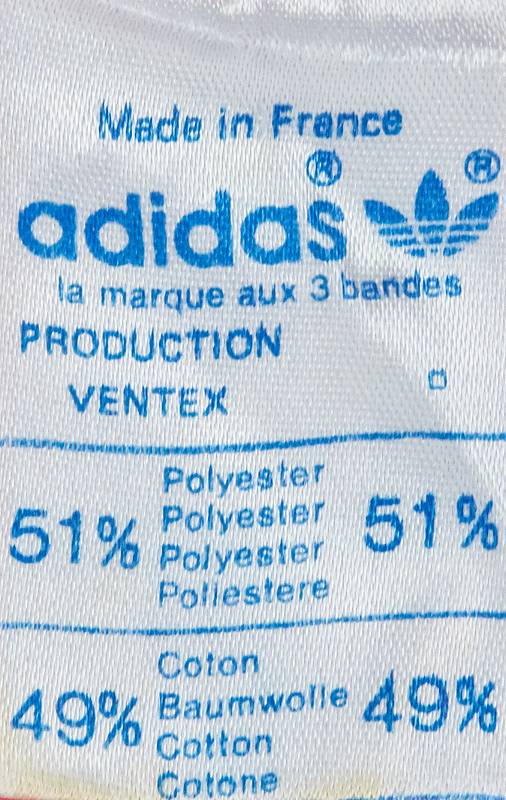 Made in France
adidas® ®
la marque aux 3 bandes
PRODUCTION
VENTEX
51% Polyester 51%
Polyester
Polyester
Poliestere
49% Coton 49%
Baumwolle
Cotton
Cotone